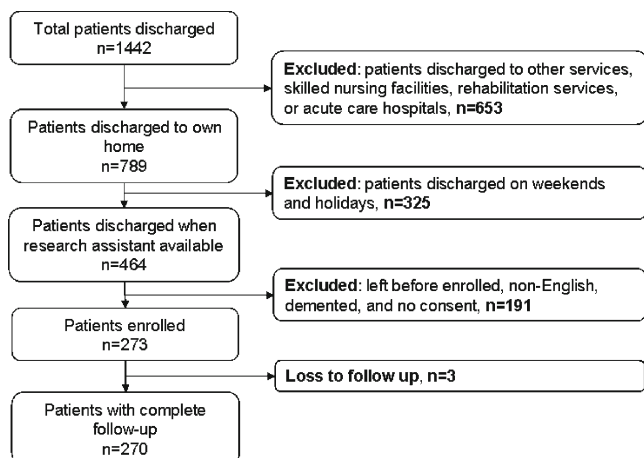 Total patients discharged
n=1442
Excluded: patients discharged to other services,
skilled nursing facilities, rehabilitation services,
or acute care hospitals, n=653
Patients discharged to own
home
n=789
Excluded: patients discharged on weekends
and holidays, n=325
Patients discharged when
research assistant available
n=464
Excluded: left before enrolled, non-English,
demented, and no consent, n=191
Patients enrolled
n=273
Loss to follow up, n=3
Patients with complete
follow-up
n=270